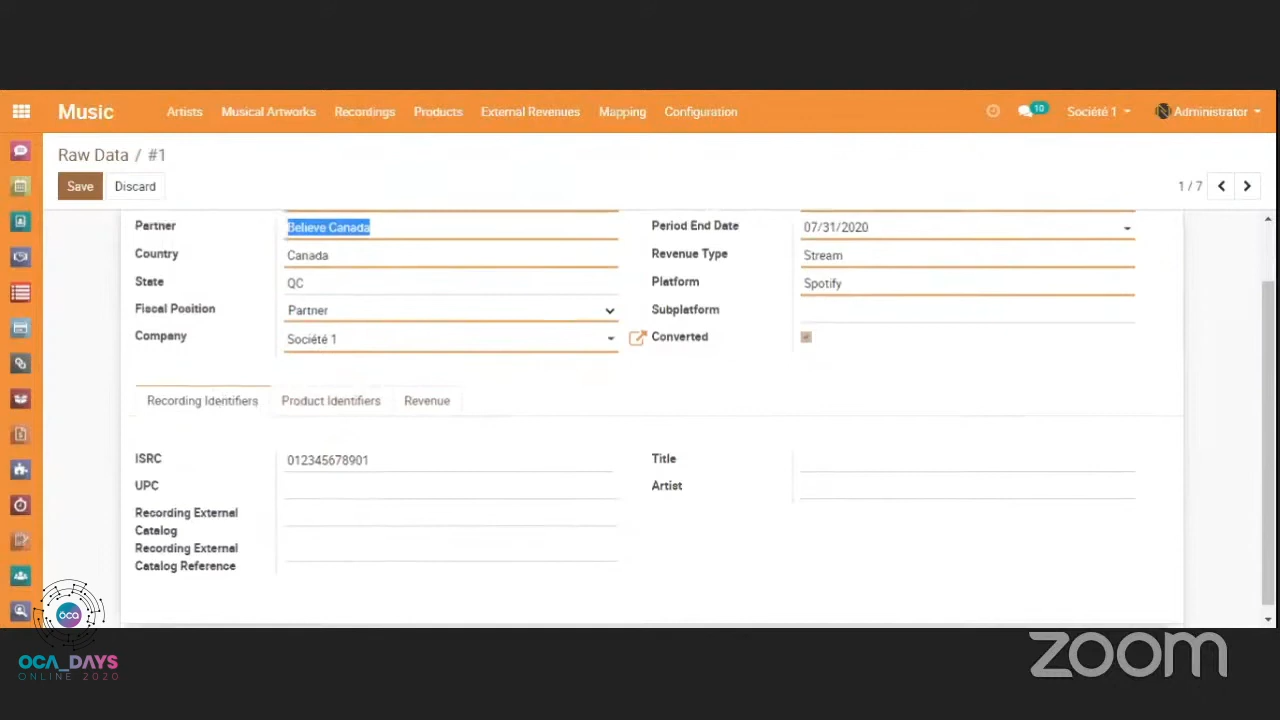 Music Artists Musical Artworks Recordings Products External Revenues Mapping Configuration 10 Société 1 Administrator
Raw Data / #1
Save Discard 1 / 7
Partner Believe Canada Period End Date 07/31/2020
Country Canada Revenue Type Stream
State QC Platform Spotify
Fiscal Position Partner Subplatform
Company Société 1 Converted
Recording Identifiers Product Identifiers Revenue
ISRC 012345678901 Title
UPC Artist
Recording External
Catalog
Recording External
Catalog Reference
oca
OCA_DAYS
ONLINE 2020
zoom